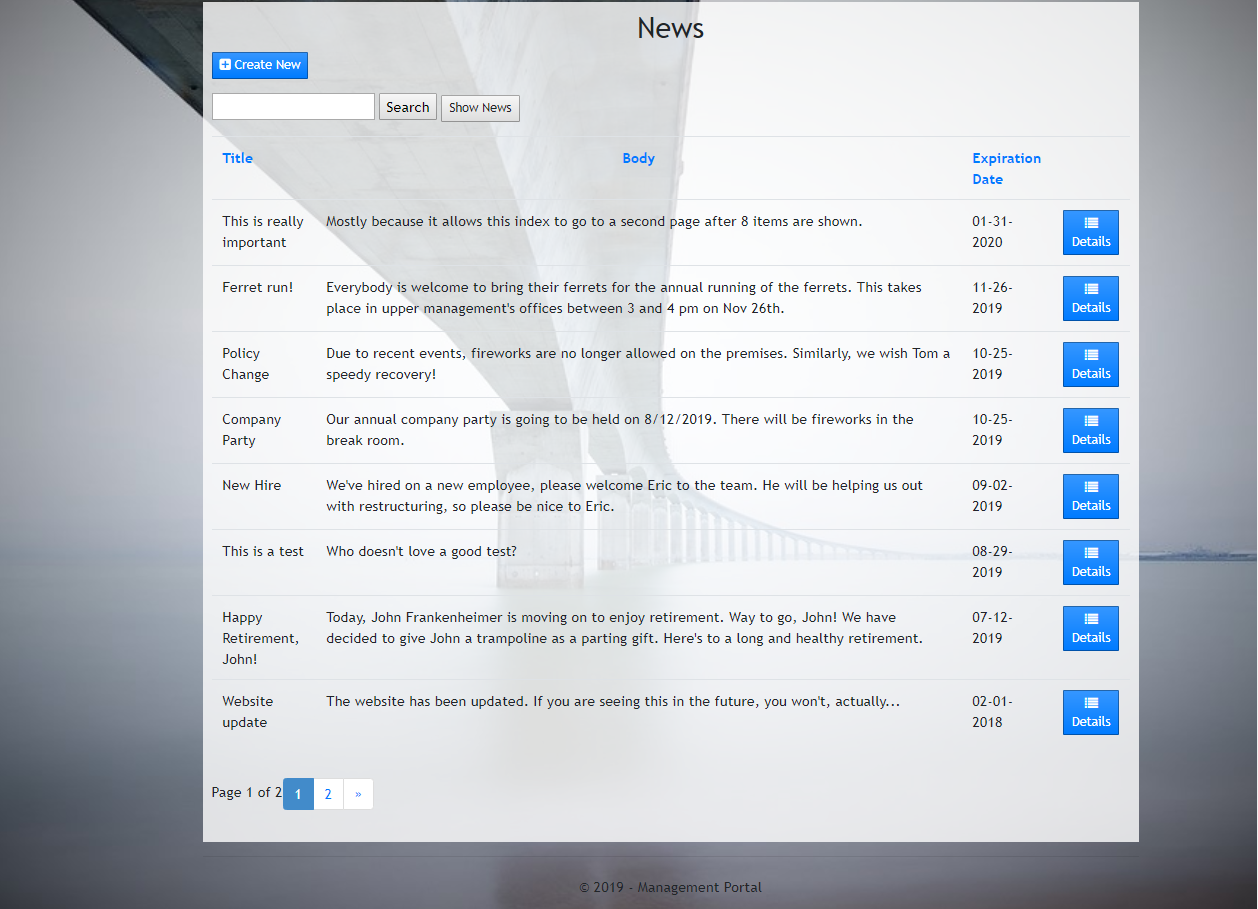 News
Create New
Search Show News
Title Body Expiration
Date
This is really Mostly because it allows this index to go to a second page after 8 items are shown. 01-31-
important 2020
Details
Ferret run! Everybody is welcome to bring their ferrets for the annual running of the ferrets. This takes 11-26-
place in upper management's offices between 3 and 4 pm on Nov 26th. 2019
Details
Policy Due to recent events, fireworks are no longer allowed on the premises. Similarly, we wish Tom a 10-25-
Change speedy recovery! 2019
Details
Company Our annual company party is going to be held on 8/12/2019. There will be fireworks in the 10-25-
Party break room. 2019
Details
New Hire We've hired on a new employee, please welcome Eric to the team. He will be helping us out 09-02-
with restructuring, so please be nice to Eric. 2019
Details
This is a test Who doesn't love a good test? 08-29-
2019
Details
Happy Today, John Frankenheimer is moving on to enjoy retirement. Way to go, John! We have 07-12-
Retirement, decided to give John a trampoline as a parting gift. Here's to a long and healthy retirement. 2019
Details
John!
Website The website has been updated. If you are seeing this in the future, you won't, actually... 02-01-
update 2018
Details
Page 1 of 2 1 2 »
© 2019 - Management Portal